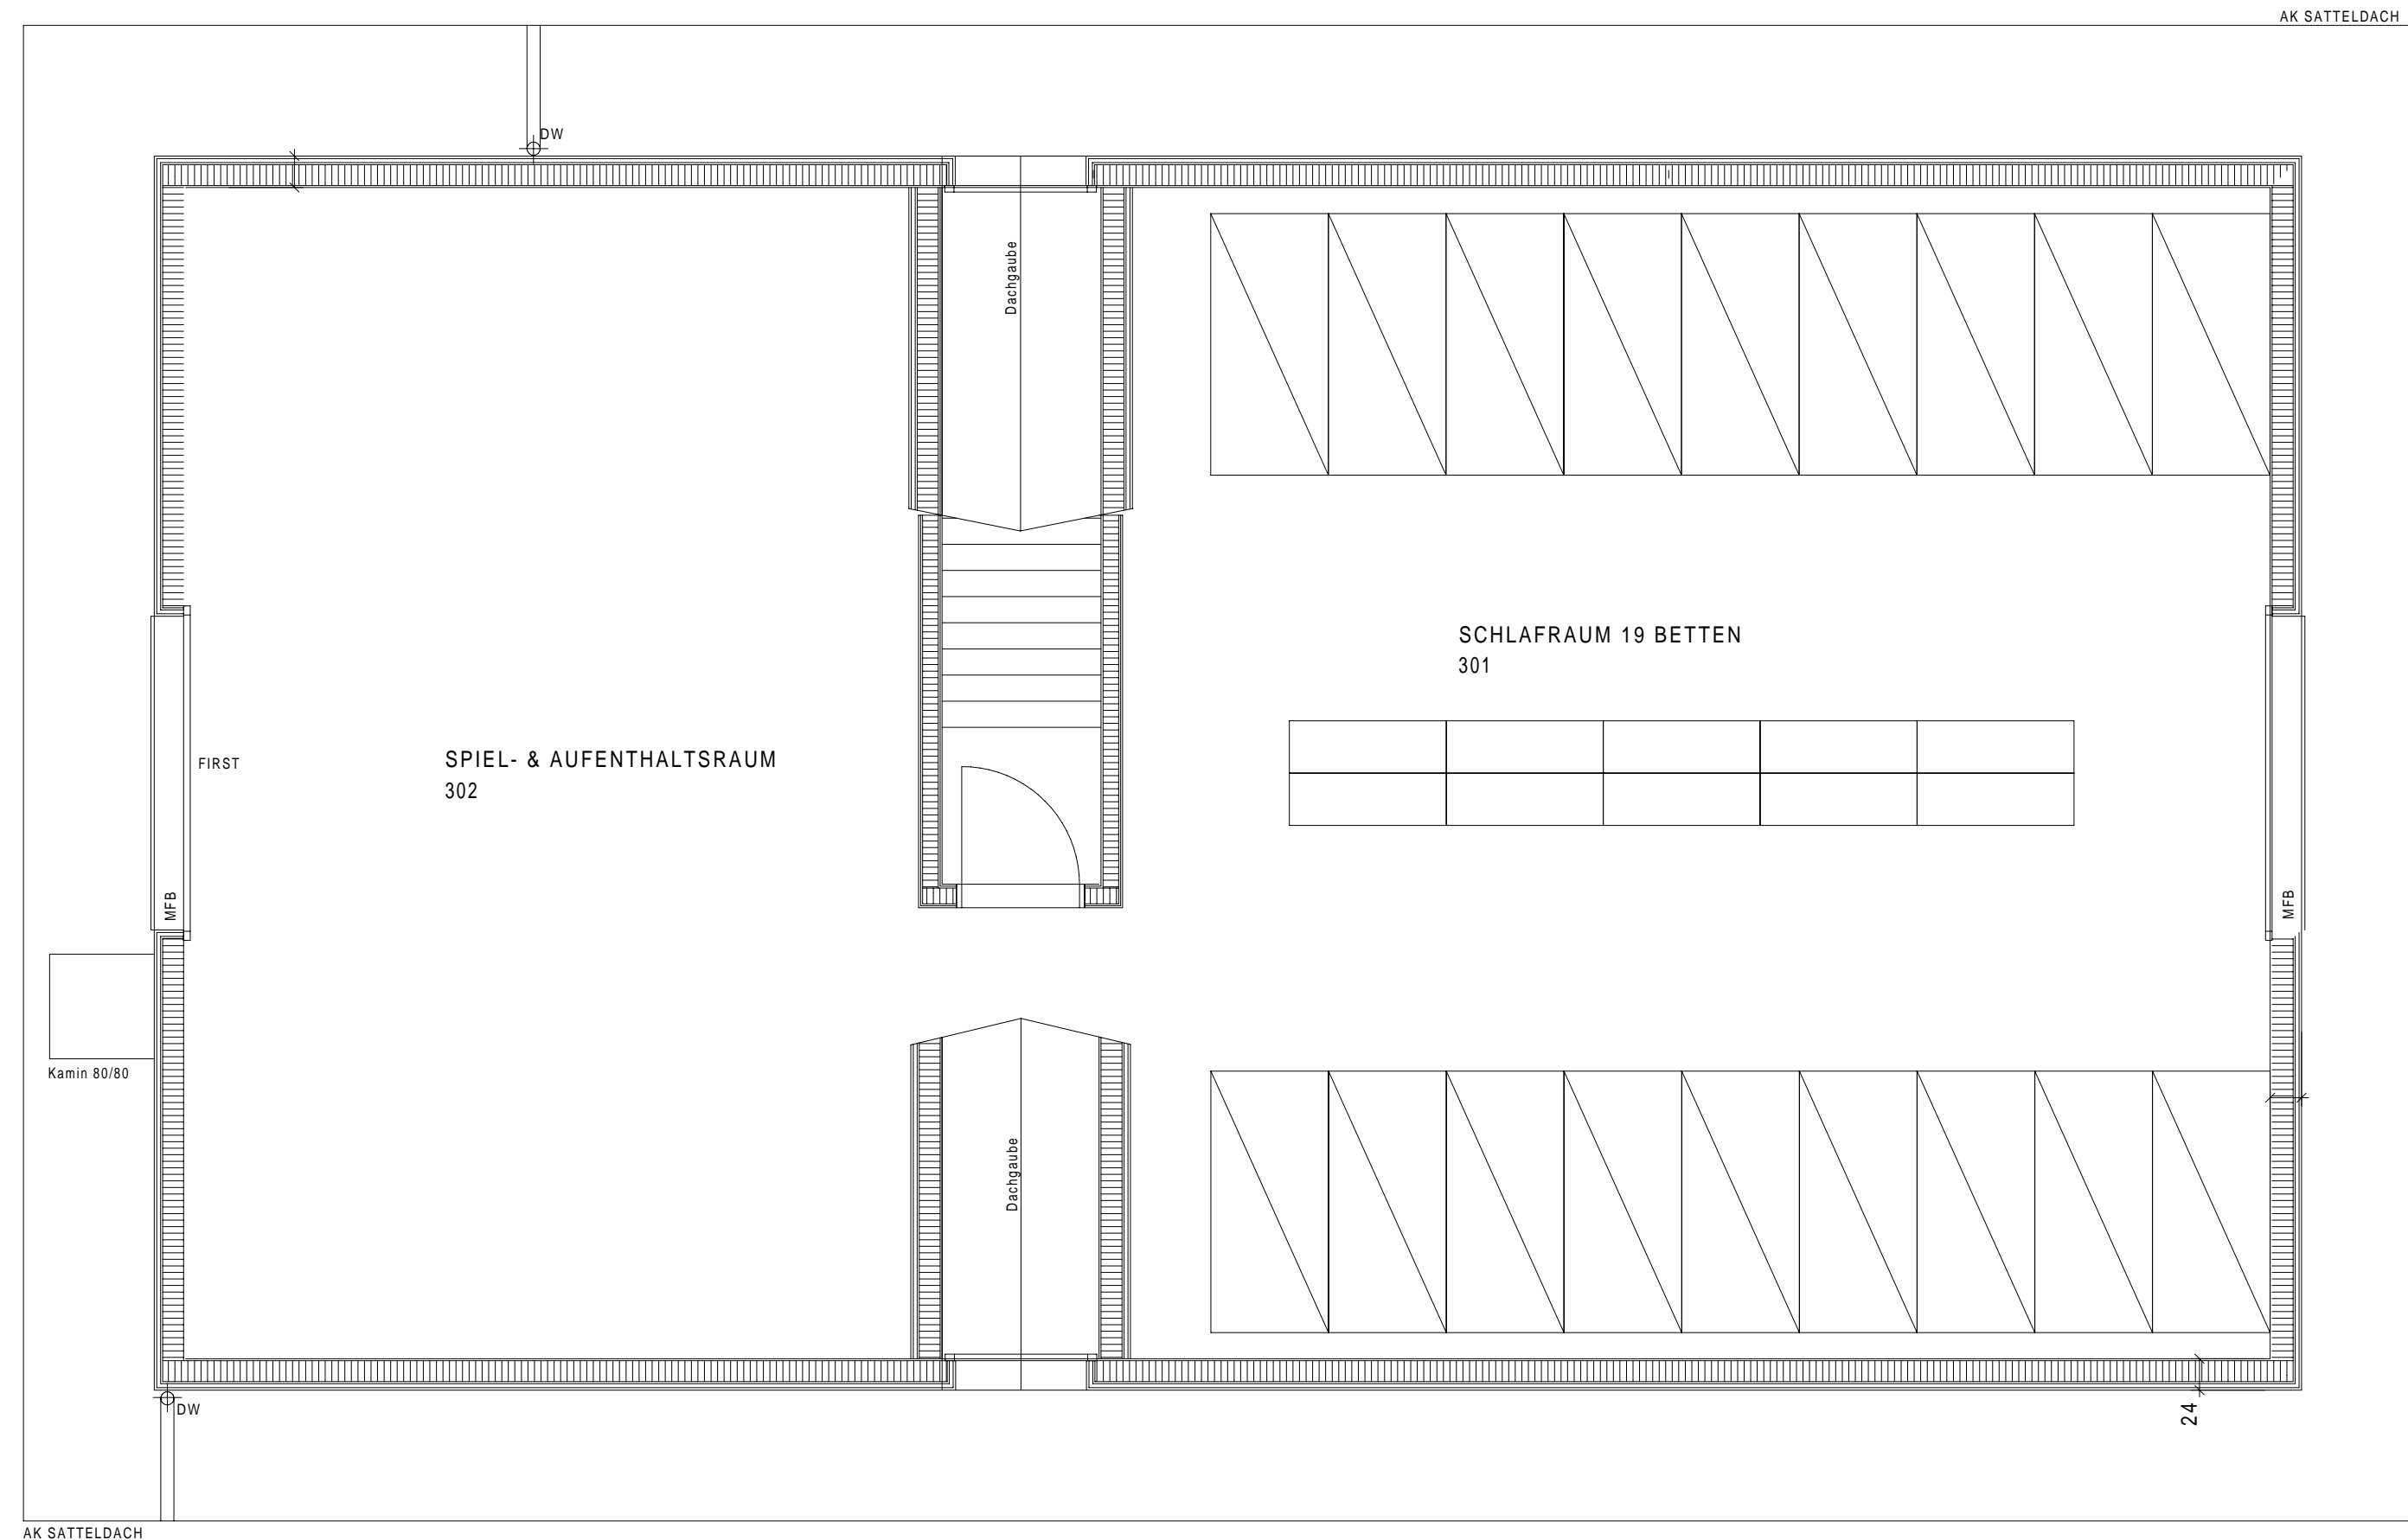 AK SATTELDACH
DW
Dachgaube
SCHLAFRAUM 19 BETTEN
301
SPIEL- & AUFENTHALTSRAUM
302
FIRST
MFB
MFB
Kamin 80/80
Dachgaube
DW
24
AK SATTELDACH